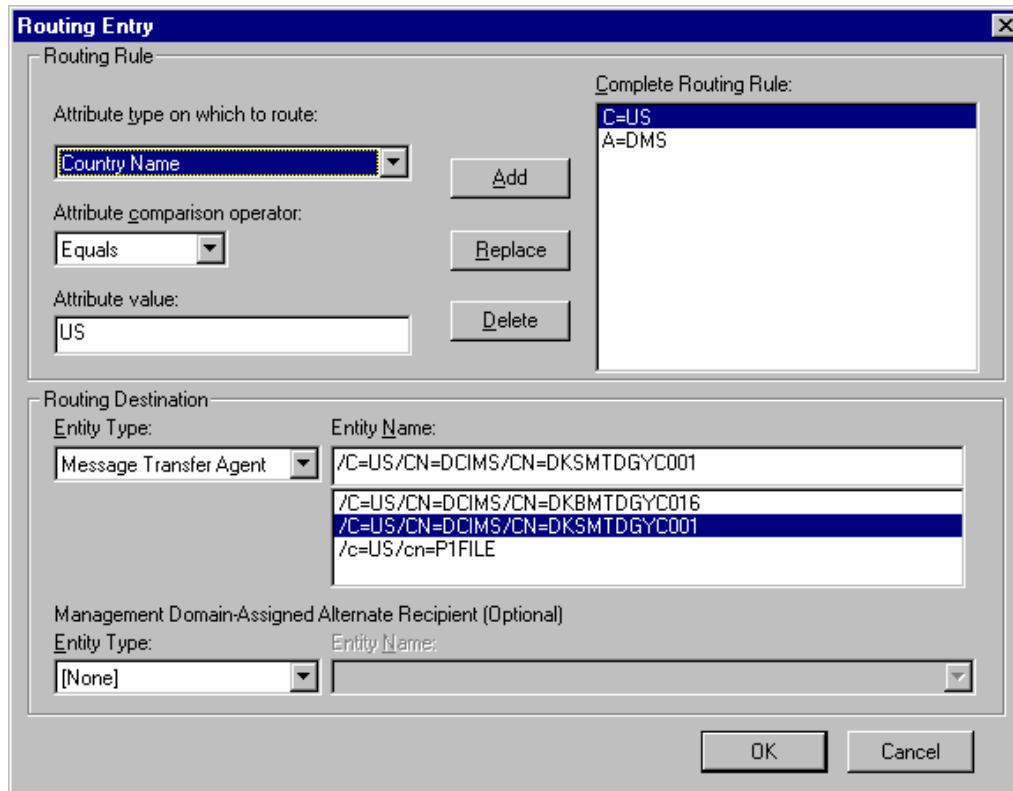 Routing Entry
Routing Rule
Attribute type on which to route:
Country Name
Attribute comparison operator:
Equals
Attribute value:
US
Add
Replace
Delete
Complete Routing Rule:
C=US
A=DMS
Routing Destination
Entity Type:
Message Transfer Agent
Entity Name:
/C=US/CN=DCIMS/CN=DKSMTDGYC001
/C=US/CN=DCIMS/CN=DKBMTDGYC016
/C=US/CN=DCIMS/CN=DKSMTDGYC001
/c=US/cn=P1FILE
Management Domain-Assigned Alternate Recipient (Optional)
Entity Type:
[None]
Entity Name:
OK
Cancel